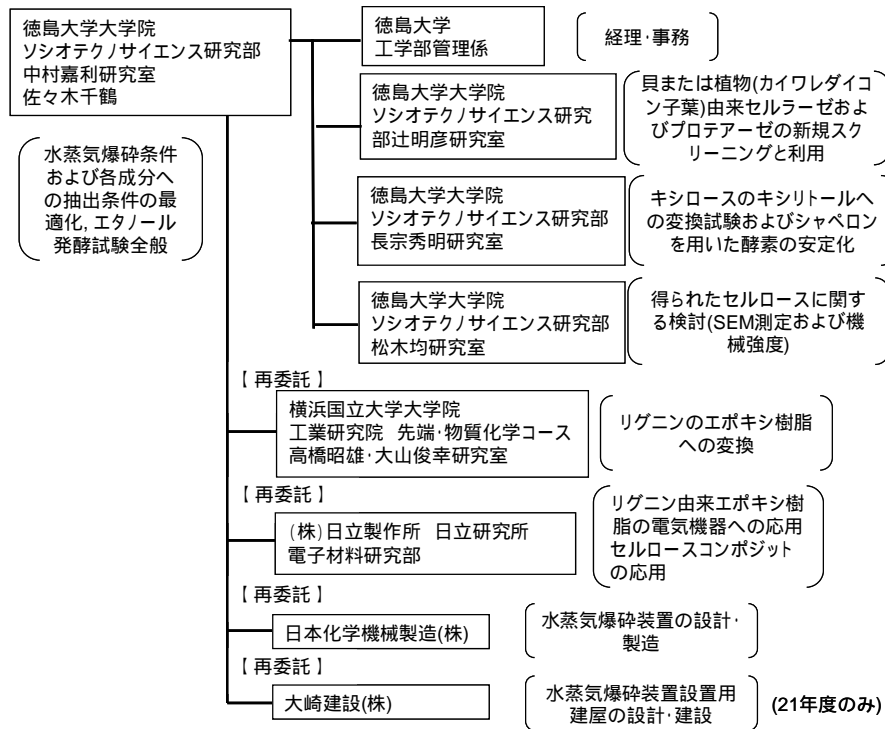 徳島大学大学院
ソシオテクノサイエンス研究部
中村嘉利研究室
佐々木千鶴
水蒸気爆砕条件
および各成分へ
の抽出条件の最
適化, エタノール
発酵試験全般
徳島大学
工学部管理係
経理・事務
徳島大学大学院
ソシオテクノサイエンス研究
部辻明彦研究室
貝または植物(カイワレダイコ
ン子葉)由来セルラーゼおよ
びプロテアーゼの新規スク
リーニングと利用
徳島大学大学院
ソシオテクノサイエンス研究部
長宗秀明研究室
キシロースのキシリトールへ
の変換試験およびシャペロン
を用いた酵素の安定化
徳島大学大学院
ソシオテクノサイエンス研究部
松木均研究室
得られたセルロースに関す
る検討(SEM測定および機
械強度)
【再委託】
横浜国立大学大学院
工業研究院 先端・物質化学コース
高橋昭雄・大山俊幸研究室
リグニンのエポキシ樹脂
への変換
【再委託】
(株)日立製作所 日立研究所
電子材料研究部
リグニン由来エポキシ樹
脂の電気機器への応用
セルロースコンポジット
の応用
【再委託】
日本化学機械製造(株)
水蒸気爆砕装置の設計・
製造
【再委託】
大崎建設(株)
水蒸気爆砕装置設置用
建屋の設計・建設
(21年度のみ)